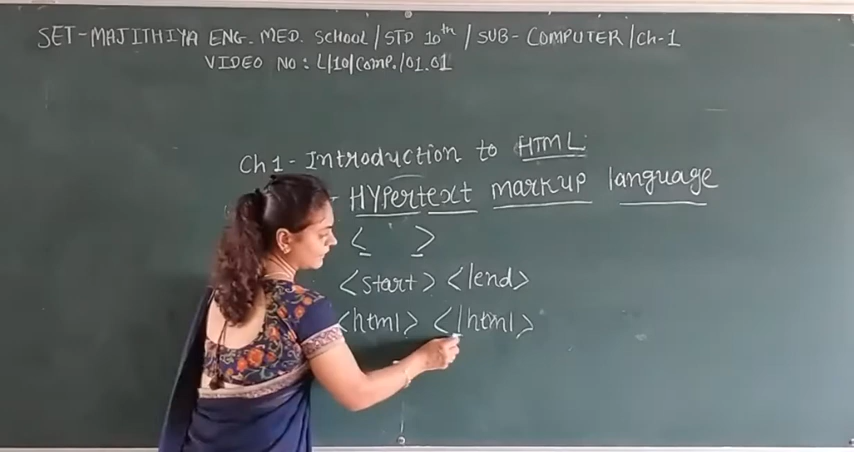 SET-MAJITHIYA ENG. MED. SCHOOL / STD 10th / SUB- COMPUTER / Ch-1
VIDEO NO: L/10/COMP./01.01
Ch 1 - Introduction to HTML:
- HYPertext markup language
< >
<start> </end>
<html> </html>